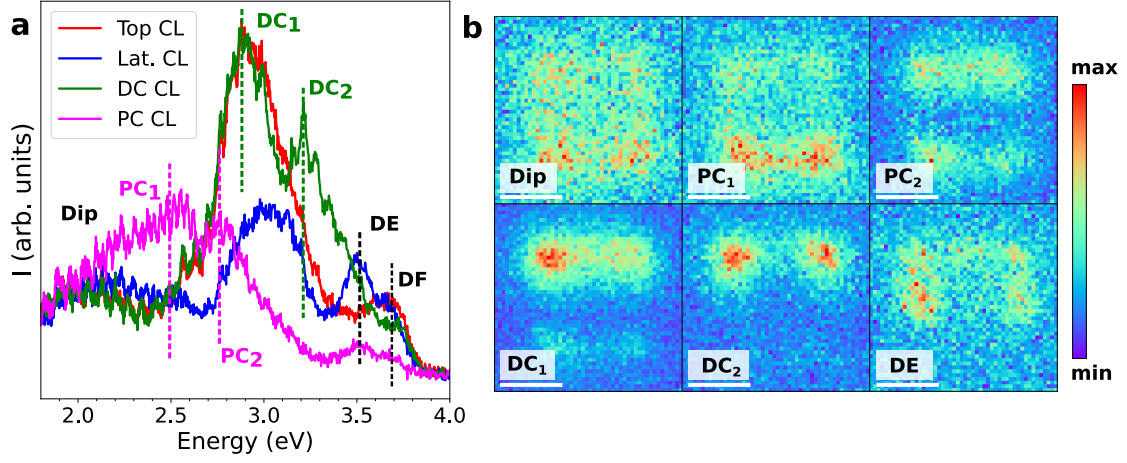 a
Top CL
Lat. CL
DC CL
PC CL
DC1
DC2
PC1
Dip
DE
DF
PC2
I (arb. units)
2.0 2.5 3.0 3.5 4.0
Energy (eV)
b
Dip
PC1
PC2
DC1
DC2
DE
max
min